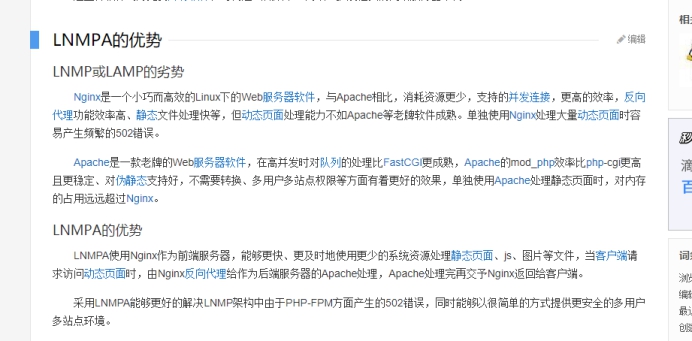 LNMPA的优势
编辑
LNMP或LAMP的劣势
Nginx是一个小巧而高效的Linux下的Web服务器软件，与Apache相比，消耗资源更少，支持的并发连接，更高的效率，反向
代理功能效率高、静态文件处理快等，但动态页面处理能力不如Apache等老牌软件成熟。单独使用Nginx处理大量动态页面时容
易产生频繁的502错误。
Apache是一款老牌的Web服务器软件，在高并发时对队列的处理比FastCGI更成熟，Apache的mod_php效率比php-cgi更高
且更稳定、对伪静态支持好，不需要转换、多用户多站点权限等方面有着更好的效果，单独使用Apache处理静态页面时，对内存
的占用远远超过Nginx。
LNMPA的优势
LNMPA使用Nginx作为前端服务器，能够更快、更及时地使用更少的系统资源处理静态页面、js、图片等文件，当客户端请
求访问动态页面时，由Nginx反向代理给作为后端服务器的Apache处理，Apache处理完再交予Nginx返回给客户端。
采用LNMPA能够更好的解决LNMP架构中由于PHP-FPM方面产生的502错误，同时能够以很简单的方式提供更安全的多用户
多站点环境。
滴
百
词条
浏览
编辑
最近
创建